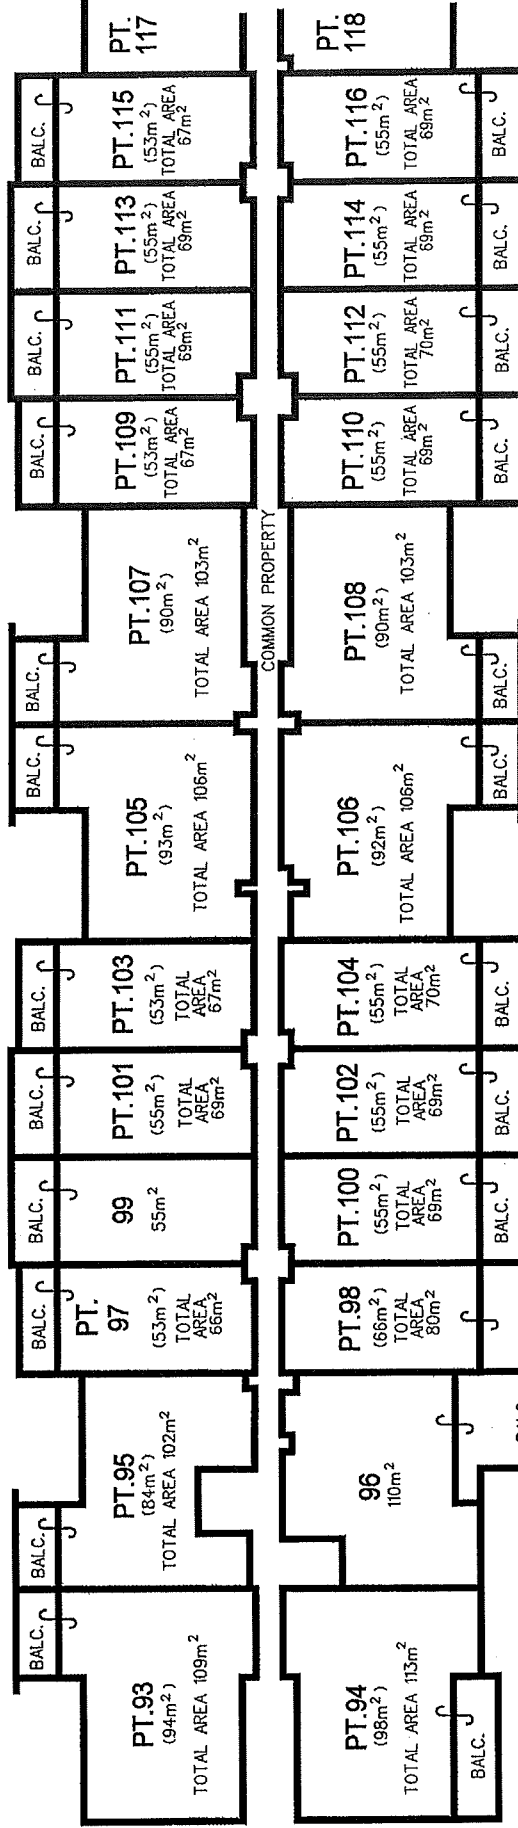 BALC.
PT.93
(94m²)
TOTAL AREA 109m²
BALC.
PT.95
(84m²)
TOTAL AREA 102m²
BALC.
PT.
97
(53m²)
TOTAL
AREA
66m²
BALC.
99
55m²
BALC.
PT.101
(55m²)
TOTAL
AREA
69m²
BALC.
PT.103
(53m²)
TOTAL
AREA
67m²
BALC.
PT.105
(93m²)
TOTAL AREA 106m²
BALC.
PT.107
(90m²)
TOTAL AREA 103m²
BALC.
PT.109
(53m²)
TOTAL AREA
67m²
BALC.
PT.111
(55m²)
TOTAL AREA
69m²
BALC.
PT.113
(55m²)
TOTAL AREA
69m²
BALC.
PT.115
(53m²)
TOTAL AREA
67m²
PT.
117
COMMON PROPERTY
PT.94
(98m²)
TOTAL AREA 113m²
BALC.
96
110m²
PT.98
(66m²)
TOTAL
AREA
80m²
PT.100
(55m²)
TOTAL
AREA
69m²
BALC.
PT.102
(55m²)
TOTAL
AREA
69m²
BALC.
PT.104
(55m²)
TOTAL
AREA
70m²
BALC.
PT.106
(92m²)
TOTAL AREA 106m²
BALC.
PT.108
(90m²)
TOTAL AREA 103m²
BALC.
PT.110
(55m²)
TOTAL AREA
69m²
BALC.
PT.112
(55m²)
TOTAL AREA
70m²
BALC.
PT.114
(55m²)
TOTAL AREA
69m²
BALC.
PT.116
(55m²)
TOTAL AREA
69m²
BALC.
PT.
118